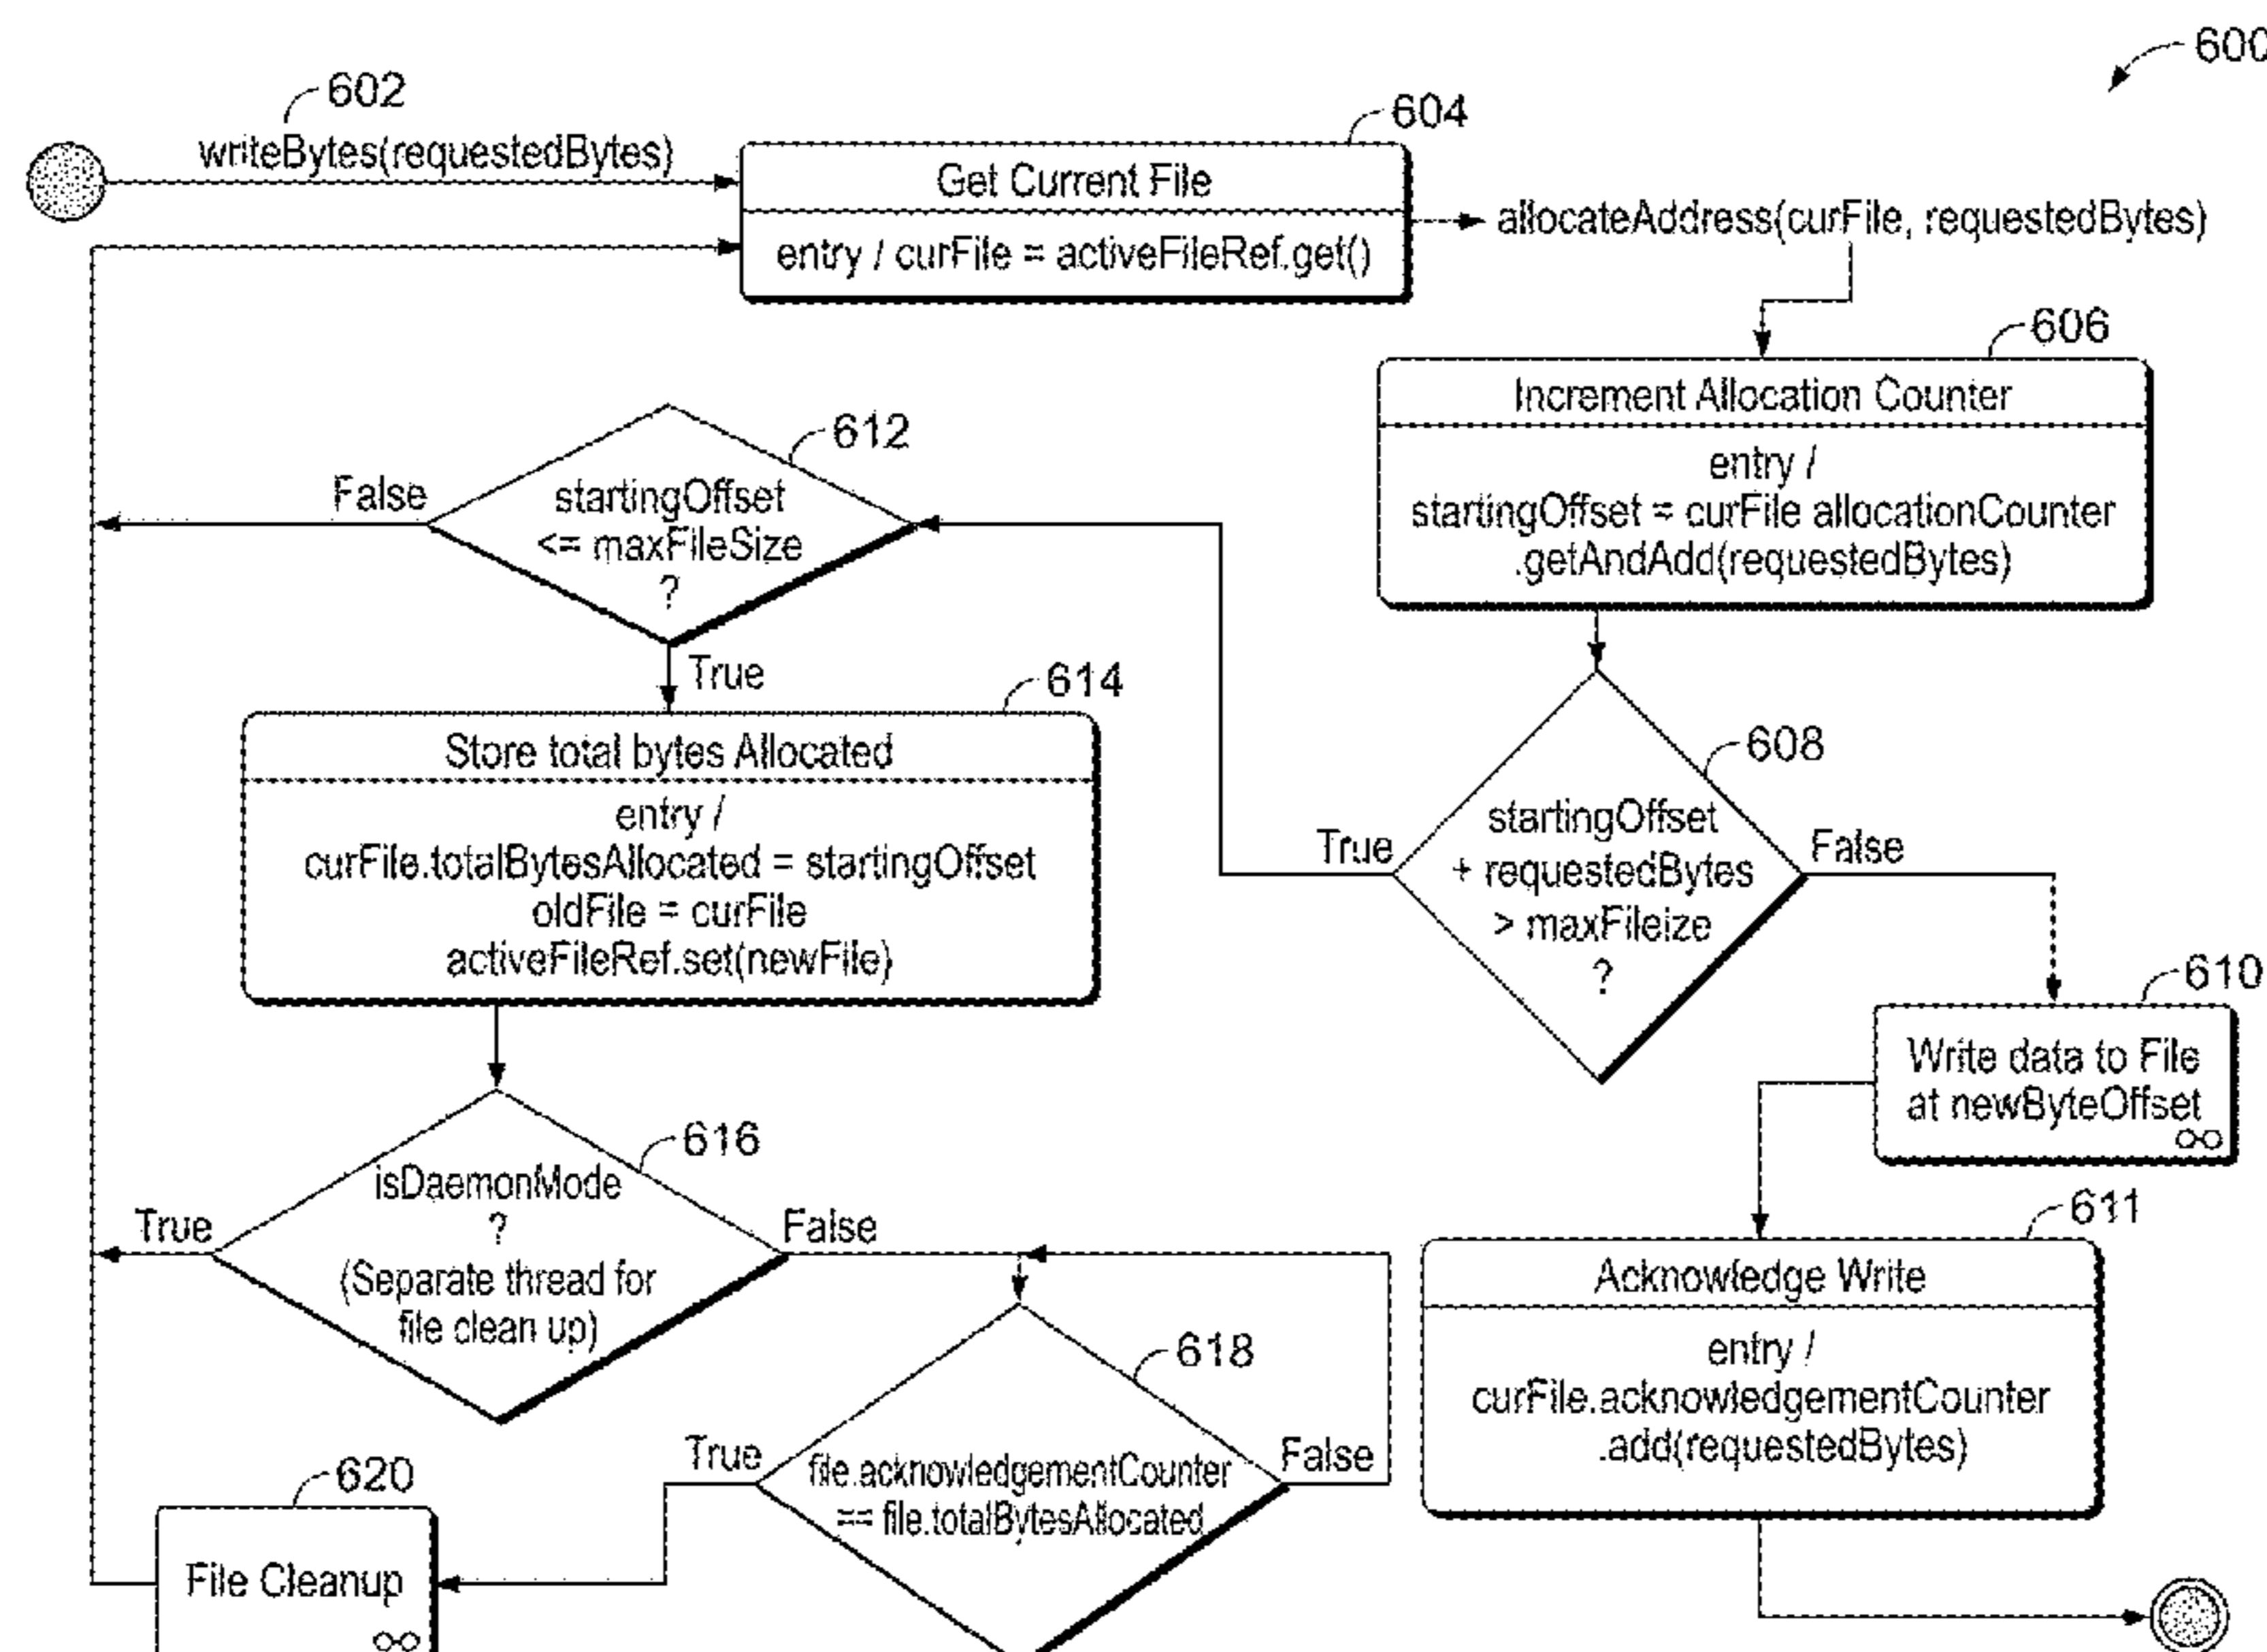 600
602
writeBytes(requestedBytes)
604
Get Current File
entry / curFile = activeFileRef.get()
allocateAddress(curFile, requestedBytes)
606
Increment Allocation Counter
entry /
startingOffset = curFile allocationCounter
.getAndAdd(requestedBytes)
612
False
startingOffset
<= maxFileSize
?
True
614
Store total bytes Allocated
entry /
curFile.totalBytesAllocated = startingOffset
oldFile = curFile
activeFileRef.set(newFile)
608
True
startingOffset
+ requestedBytes
> maxFileize
?
False
610
Write data to File
at newByteOffset
616
True
isDaemonMode
?
(Separate thread for
file clean up)
False
611
Acknowledge Write
entry /
curFile.acknowledgementCounter
.add(requestedBytes)
618
True
file.acknowledgementCounter
== file.totalBytesAllocated
False
620
File Cleanup